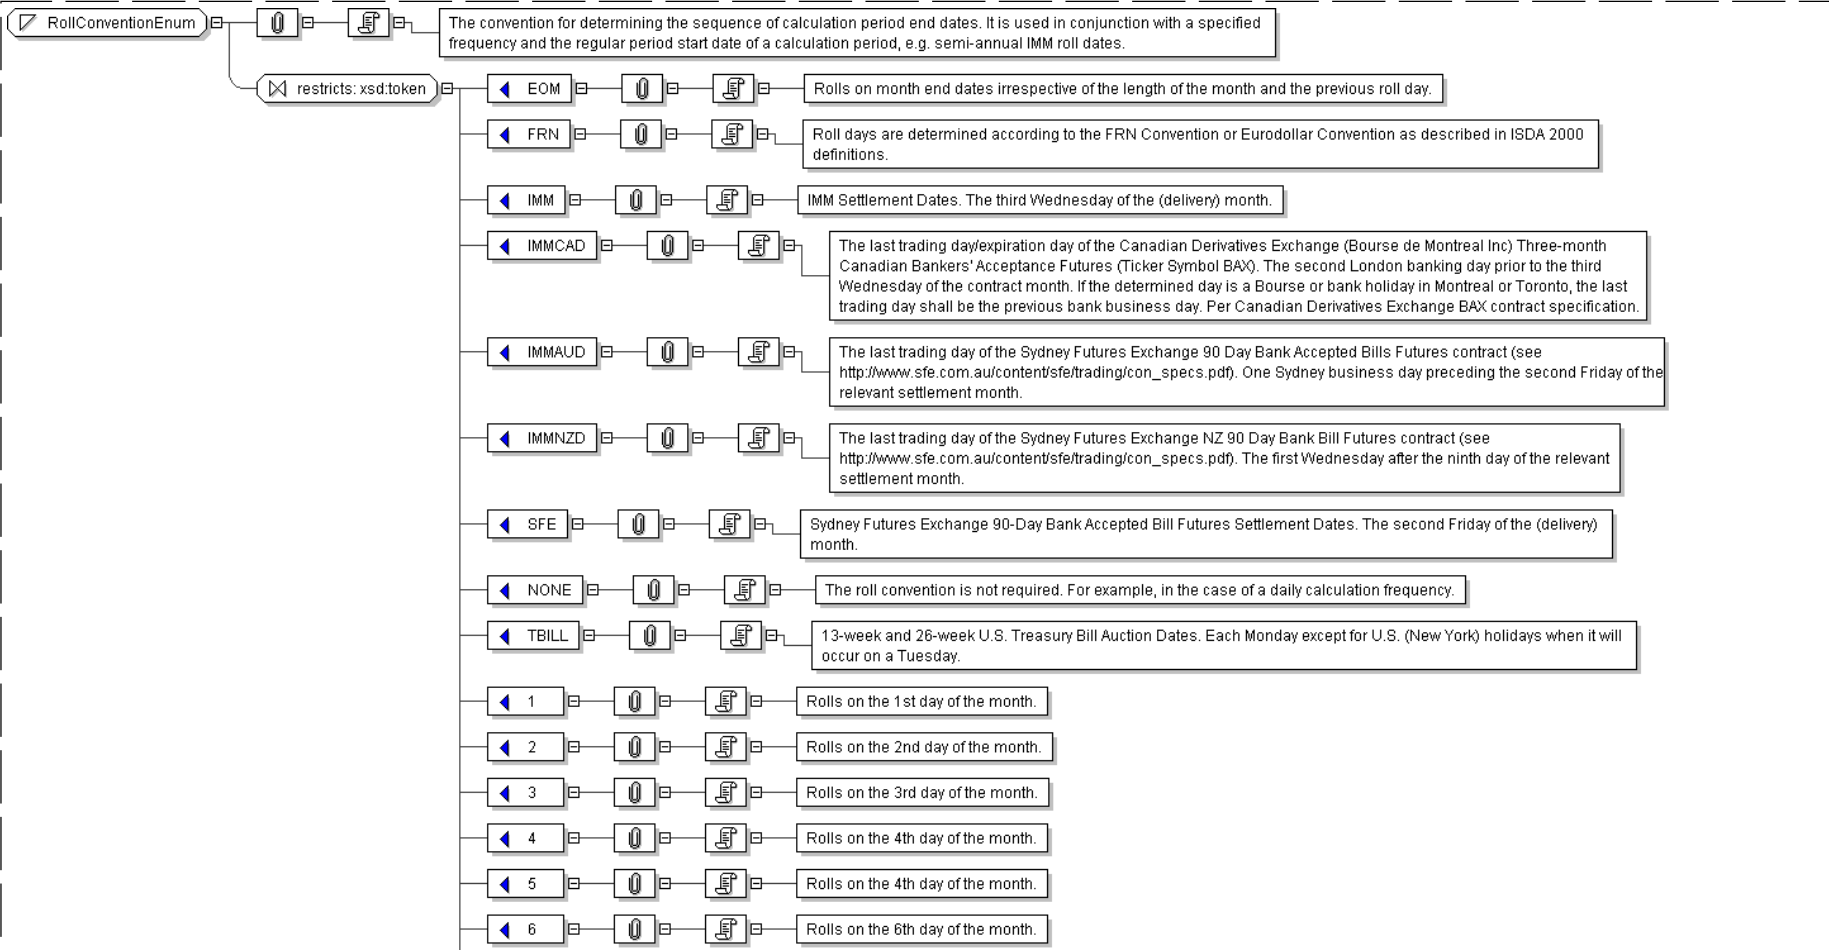 RollConventionEnum
The convention for determining the sequence of calculation period end dates. It is used in conjunction with a specified
frequency and the regular period start date of a calculation period, e.g. semi-annual IMM roll dates.
restricts: xsd:token
EOM
Rolls on month end dates irrespective of the length of the month and the previous roll day.
FRN
Roll days are determined according to the FRN Convention or Eurodollar Convention as described in ISDA 2000
definitions.
IMM
IMM Settlement Dates. The third Wednesday of the (delivery) month.
IMMCAD
The last trading day/expiration day of the Canadian Derivatives Exchange (Bourse de Montreal Inc) Three-month
Canadian Bankers' Acceptance Futures (Ticker Symbol BAX). The second London banking day prior to the third
Wednesday of the contract month. If the determined day is a Bourse or bank holiday in Montreal or Toronto, the last
trading day shall be the previous bank business day. Per Canadian Derivatives Exchange BAX contract specification.
IMMAUD
The last trading day of the Sydney Futures Exchange 90 Day Bank Accepted Bills Futures contract (see
http://www.sfe.com.au/content/sfe/trading/con_specs.pdf). One Sydney business day preceding the second Friday of the
relevant settlement month.
IMMNZD
The last trading day of the Sydney Futures Exchange NZ 90 Day Bank Bill Futures contract (see
http://www.sfe.com.au/content/sfe/trading/con_specs.pdf). The first Wednesday after the ninth day of the relevant
settlement month.
SFE
Sydney Futures Exchange 90-Day Bank Accepted Bill Futures Settlement Dates. The second Friday of the (delivery)
month.
NONE
The roll convention is not required. For example, in the case of a daily calculation frequency.
TBILL
13-week and 26-week U.S. Treasury Bill Auction Dates. Each Monday except for U.S. (New York) holidays when it will
occur on a Tuesday.
1
Rolls on the 1st day of the month.
2
Rolls on the 2nd day of the month.
3
Rolls on the 3rd day of the month.
4
Rolls on the 4th day of the month.
5
Rolls on the 4th day of the month.
6
Rolls on the 6th day of the month.